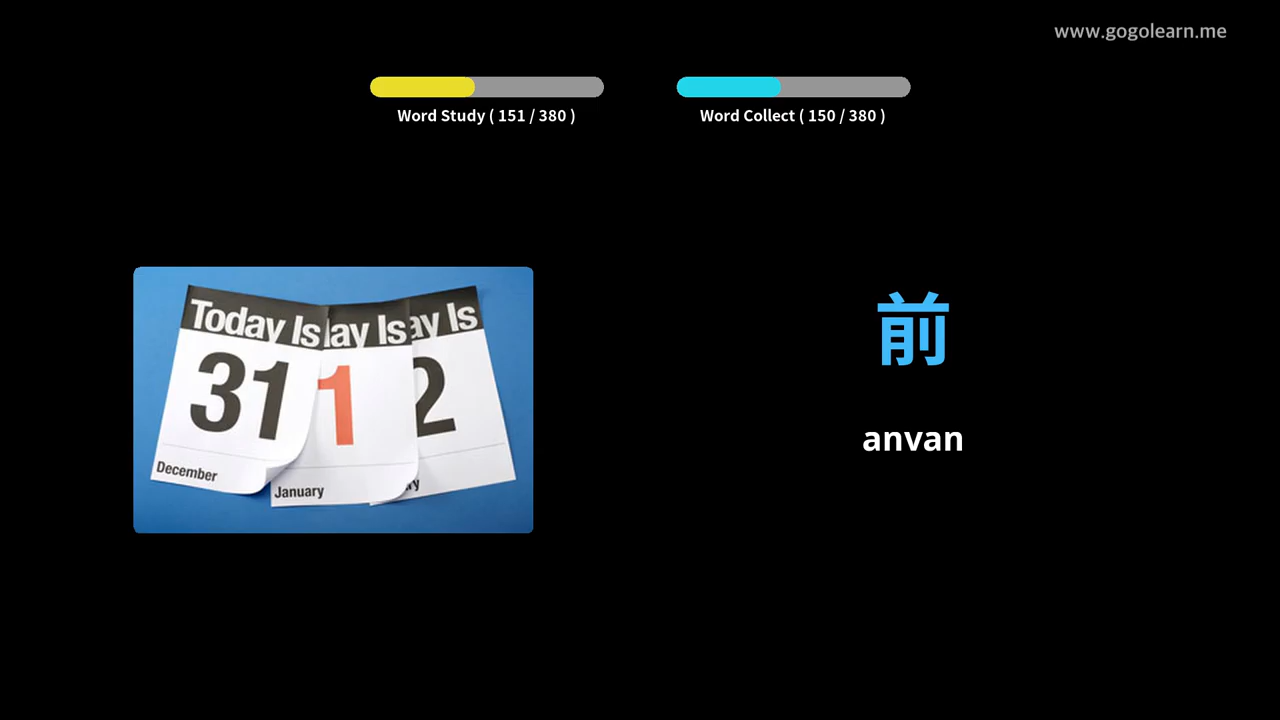 www.gogolearn.me
Word Study ( 151 / 380 )
Word Collect ( 150 / 380 )
Today Is
ay Is
ay Is
31
1
2
December
January
ry
前
anvan